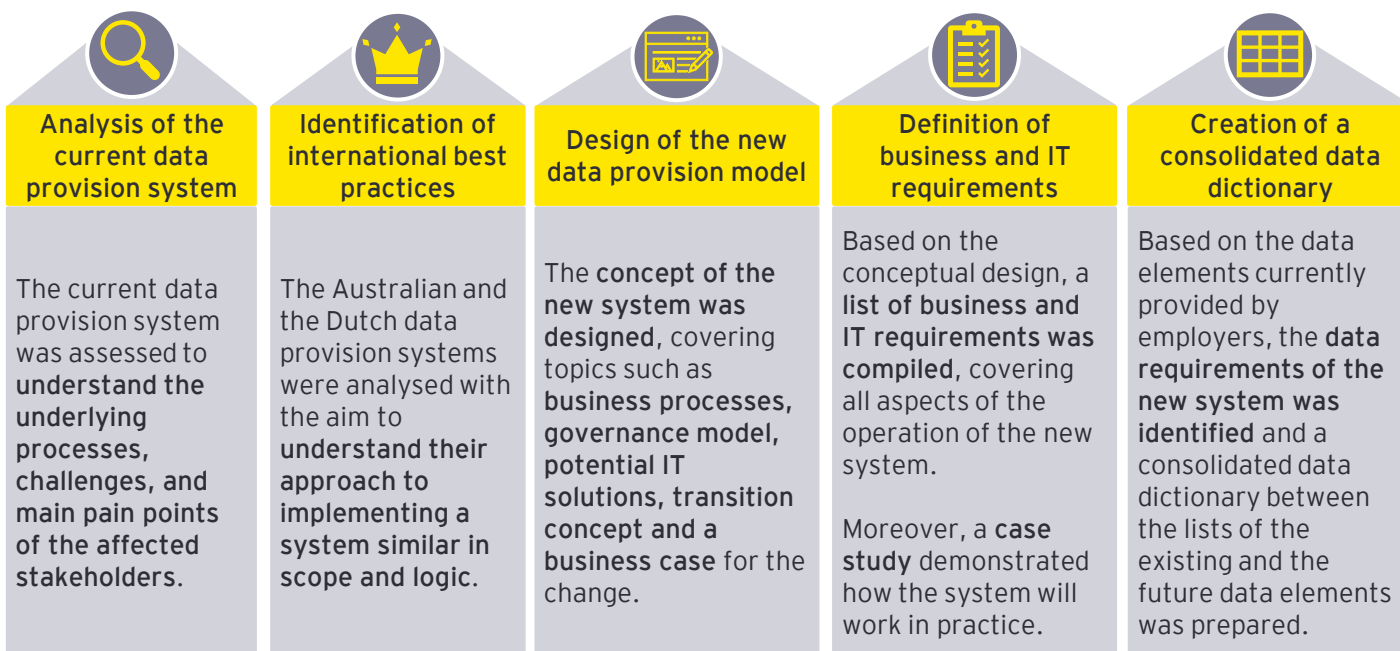 Analysis of the
current data
provision system
The current data
provision system
was assessed to
understand the
underlying
processes,
challenges, and
main pain points
of the affected
stakeholders.
Identification of
international best
practices
The Australian and
the Dutch data
provision systems
were analysed with
the aim to
understand their
approach to
implementing a
system similar in
scope and logic.
Design of the new
data provision model
The concept of the
new system was
designed, covering
topics such as
business processes,
governance model,
potential IT
solutions, transition
concept and a
business case for the
change.
Definition of
business and IT
requirements
Based on the
conceptual design, a
list of business and
IT requirements was
compiled, covering
all aspects of the
operation of the new
system.
Moreover, a case
study demonstrated
how the system will
work in practice.
Creation of a
consolidated data
dictionary
Based on the data
elements currently
provided by
employers, the data
requirements of the
new system was
identified and a
consolidated data
dictionary between
the lists of the
existing and the
future data elements
was prepared.